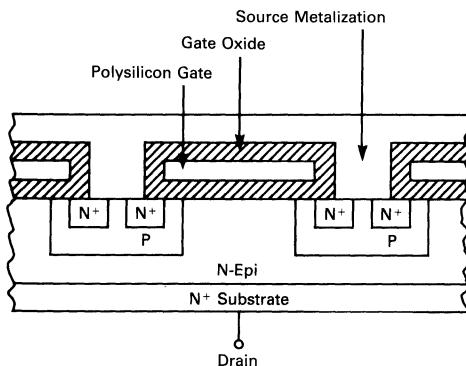 Source Metalization
Gate Oxide
Polysilicon Gate
N+ N+ N+ N+
P P
N-Epi
N+ Substrate
Drain